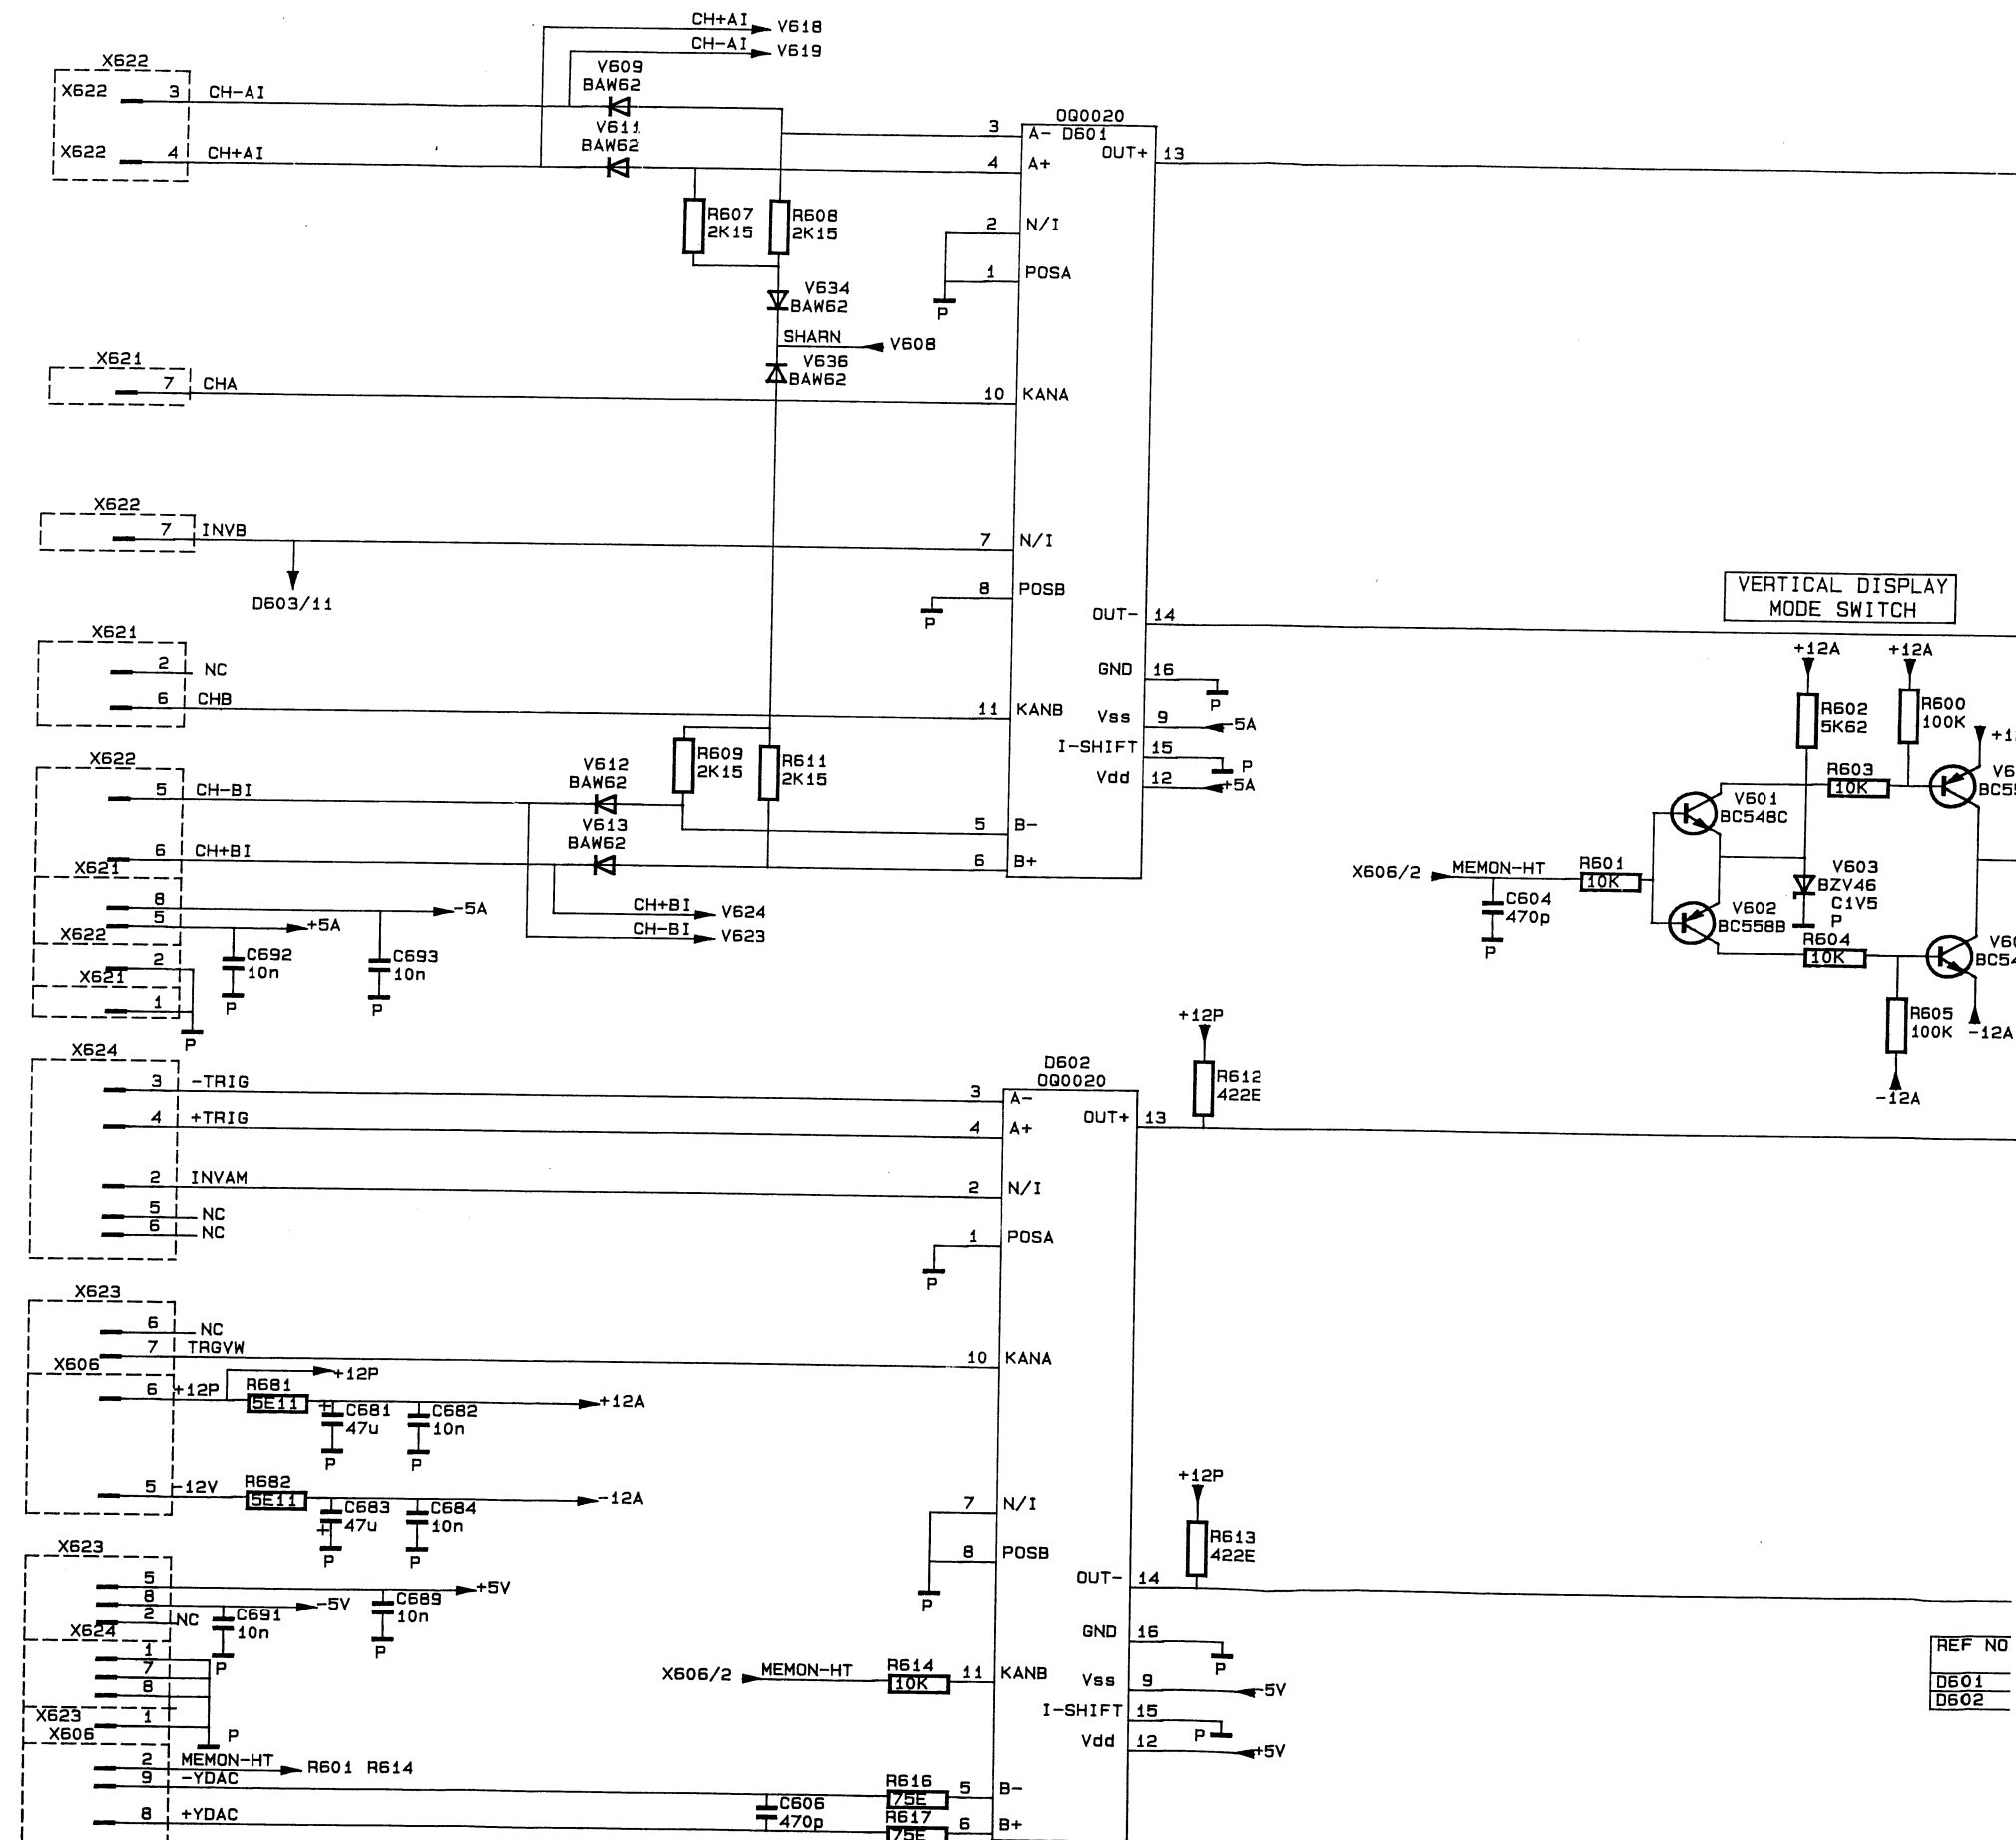 CH+AI
V618
CH-AI
V619
X622
V609
BAW62
X622 3 CH-AI
V611
BAW62
X622 4 CH+AI
OQ0020
3 A- D601
OUT+ 13
4 A+
R607
2K15
R608
2K15
2 N/I
1 POSA
P
V634
BAW62
SHARN
V608
V636
BAW62
X621
7 CHA
10 KANA
X622
7 INVB
7 N/I
D603/11
8 POSB
P
OUT- 14
VERTICAL DISPLAY
MODE SWITCH
X621
2 NC
6 CHB
11 KANB
GND 16
P
Vss 9 -5A
I-SHIFT 15
P
Vdd 12 +5A
+12A
+12A
R602
5K62
R600
100K
R603
10K
V601
BC548C
X622
5 CH-BI
V612
BAW62
R609
2K15
R611
2K15
5 B-
V613
BAW62
6 CH+BI
6 B+
X606/2 MEMON-HT
R601
10K
C604
470p
P
V603
BZV46
C1V5
P
V602
BC558B
R604
10K
R605
100K
-12A
-12A
X621
8 -5A
5 +5A
CH+BI
V624
CH-BI
V623
X622
2
C692
10n
P
C693
10n
P
X621
1
P
X624
3 -TRIG
4 +TRIG
2 INVAM
5 NC
6 NC
+12P
R612
422E
D602
OQ0020
3 A-
OUT+ 13
4 A+
2 N/I
1 POSA
P
X623
6 NC
7 TRGVW
10 KANA
X606
+12P
6 +12P
R681
5E11
+12A
+
C681
47u
P
C682
10n
P
5 -12V
R682
5E11
-12A
C683
47u
+
P
C684
10n
P
7 N/I
8 POSB
P
+12P
R613
422E
OUT- 14
X623
5 +5V
8 -5V
2 NC
C691
10n
P
C689
10n
P
X624
1
7
8
X623
1
P
X606/2 MEMON-HT
R614
10K
11 KANB
GND 16
P
Vss 9 -5V
I-SHIFT 15
P
Vdd 12 +5V
REF NO
D601
D602
X606
2 MEMON-HT
R601 R614
9 -YDAC
8 +YDAC
C606
470p
R616
75E
5 B-
R617
75E
6 B+